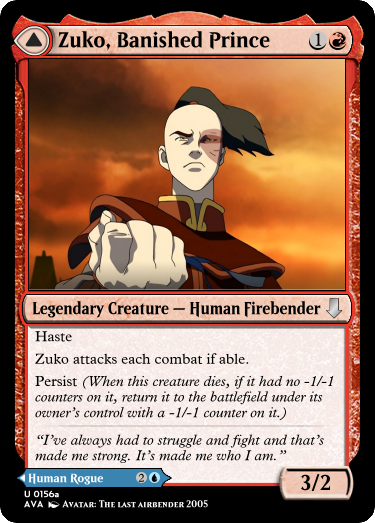 Zuko, Banished Prince 1
Legendary Creature — Human Firebender
Haste
Zuko attacks each combat if able.
Persist (When this creature dies, if it had no -1/-1
counters on it, return it to the battlefield under its
owner's control with a -1/-1 counter on it.)
“I've always had to struggle and fight and that's
made me strong. It's made me who I am.”
Human Rogue 2
3/2
U 0156a
AVA Avatar: The last airbender 2005